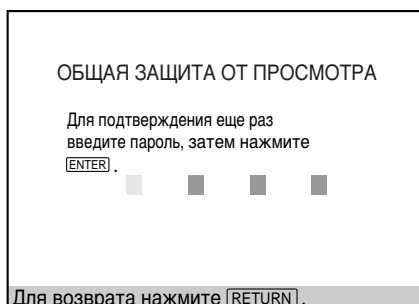 ОБЩАЯ ЗАЩИТА ОТ ПРОСМОТРА
Для подтверждения еще раз
введите пароль, затем нажмите
ENTER .
Для возврата нажмите RETURN .